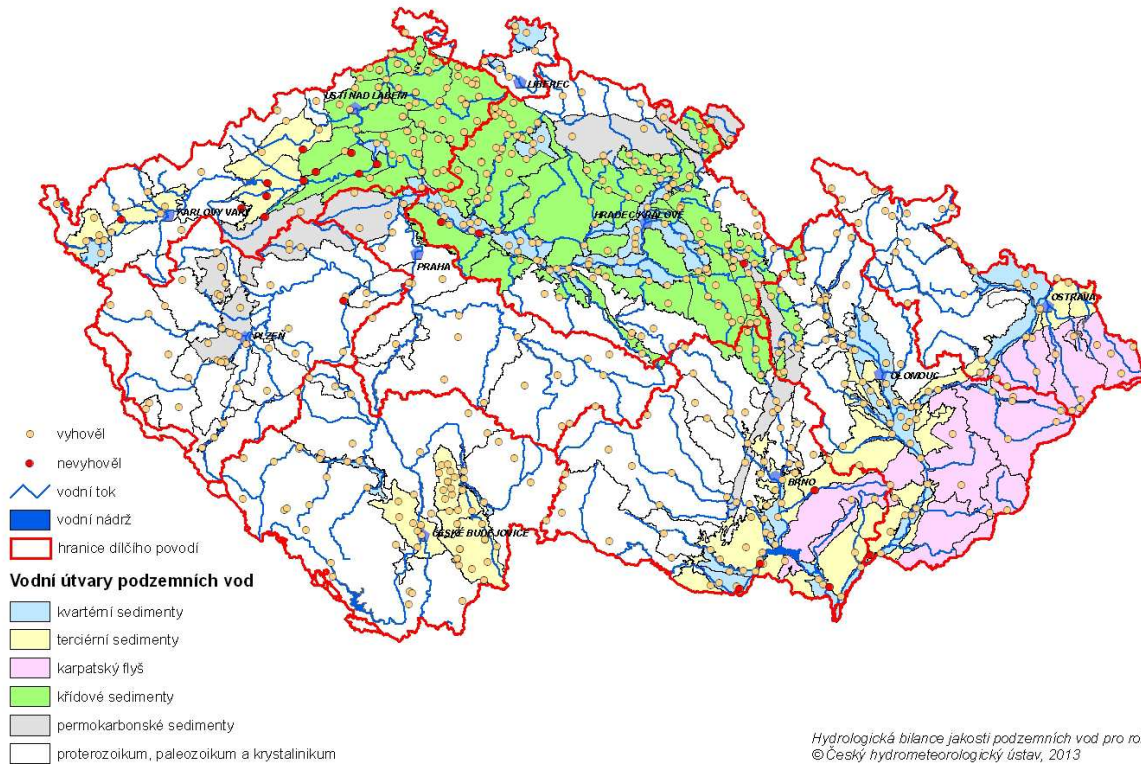 LIBEREC
ÚSTÍ NAD LABEM
KARLOVY VARY
HRADEC KRÁLOVÉ
PRAHA
OSTRAVA
PLZEŇ
OLOMOUC
BRNO
ČESKÉ BUDĚJOVICE
vyhověl
nevyhověl
vodní tok
vodní nádrž
hranice dílčího povodí
Vodní útvary podzemních vod
kvartérní sedimenty
terciérní sedimenty
karpatský flyš
křídové sedimenty
permokarbonské sedimenty
proterozoikum, paleozoikum a krystalinikum
Hydrologická bilance jakosti podzemních vod pro ro
© Český hydrometeorologický ústav, 2013